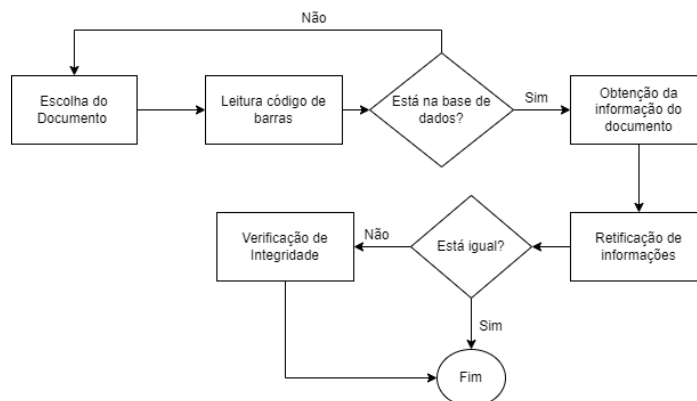 Não
Escolha do
Documento
Leitura código de
barras
Está na base de
dados?
Sim
Obtenção da
informação do
documento
Verificação de
Integridade
Não
Está igual?
Retificação de
informações
Sim
Fim